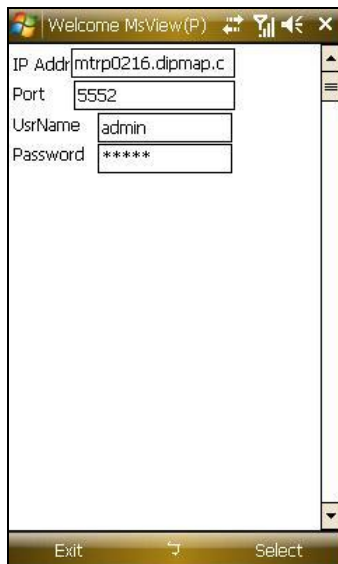 Welcome MsView(P)
IP Addr mtrp0216.dipmap.c
Port 5552
UsrName admin
Password *****
Exit Select